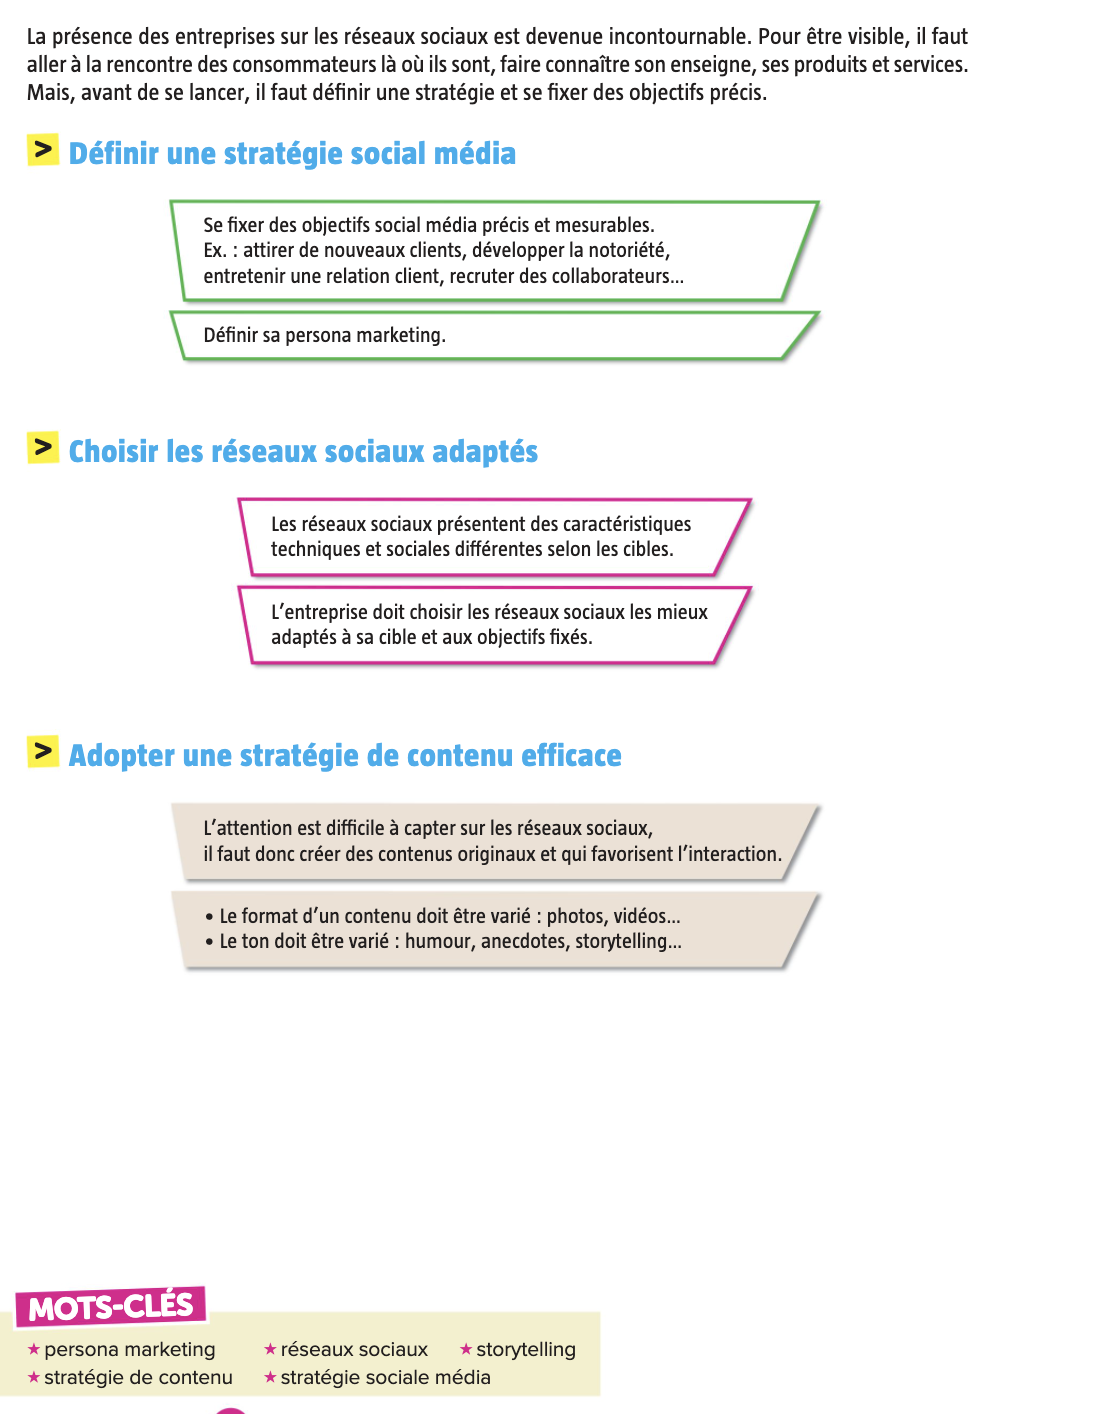 La présence des entreprises sur les réseaux sociaux est devenue incontournable. Pour être visible, il faut
aller à la rencontre des consommateurs là où ils sont, faire connaître son enseigne, ses produits et services.
Mais, avant de se lancer, il faut définir une stratégie et se fixer des objectifs précis.
> Définir une stratégie social média
Se fixer des objectifs social média précis et mesurables.
Ex. : attirer de nouveaux clients, développer la notoriété,
entretenir une relation client, recruter des collaborateurs...
Définir sa persona marketing.
> Choisir les réseaux sociaux adaptés
Les réseaux sociaux présentent des caractéristiques
techniques et sociales différentes selon les cibles.
L'entreprise doit choisir les réseaux sociaux les mieux
adaptés à sa cible et aux objectifs fixés.
> Adopter une stratégie de contenu efficace
L'attention est difficile à capter sur les réseaux sociaux,
il faut donc créer des contenus originaux et qui favorisent l'interaction.
• Le format d'un contenu doit être varié : photos, vidéos...
• Le ton doit être varié : humour, anecdotes, storytelling...
MOTS-CLÉS
★ persona marketing ★ réseaux sociaux ★ storytelling
★ stratégie de contenu ★ stratégie sociale média